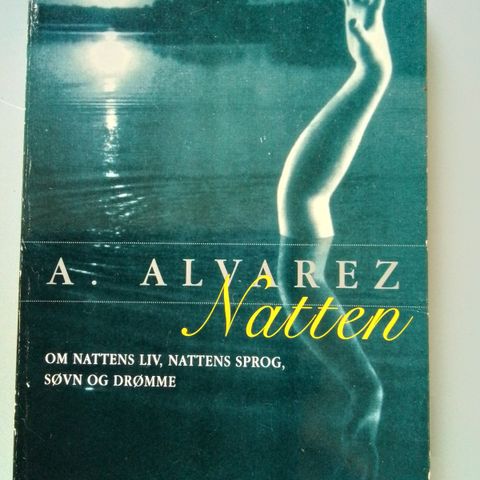 A. ALVAREZ
Natten
OM NATTENS LIV, NATTENS SPROG,
SØVN OG DRØMME